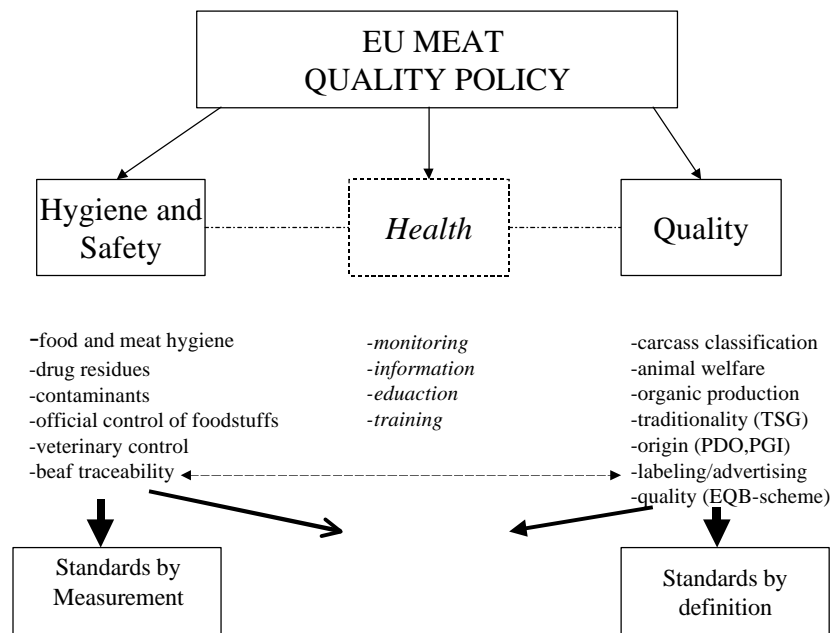 EU MEAT
QUALITY POLICY
Hygiene and
Safety
Health
Quality
-food and meat hygiene
-drug residues
-contaminants
-official control of foodstuffs
-veterinary control
-beaf traceability
-monitoring
-information
-eduaction
-training
-carcass classification
-animal welfare
-organic production
-traditionality (TSG)
-origin (PDO,PGI)
-labeling/advertising
-quality (EQB-scheme)
Standards by
Measurement
Standards by
definition